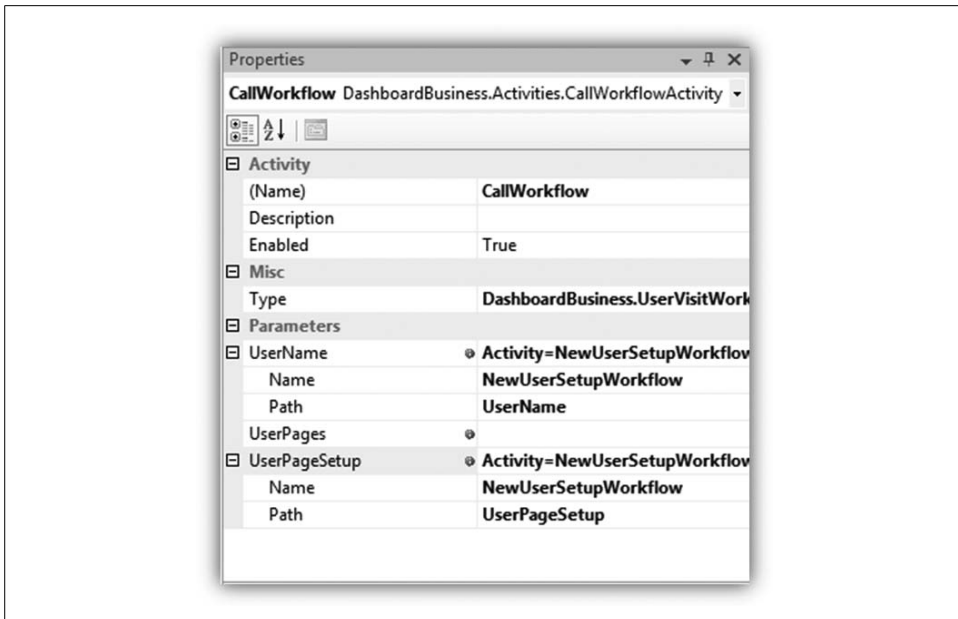 Properties
CallWorkflow DashboardBusiness.Activities.CallWorkflowActivity
Activity
(Name) CallWorkflow
Description
Enabled True
Misc
Type DashboardBusiness.UserVisitWork
Parameters
UserName Activity=NewUserSetupWorkflow
Name NewUserSetupWorkflow
Path UserName
UserPages
UserPageSetup Activity=NewUserSetupWorkflow
Name NewUserSetupWorkflow
Path UserPageSetup